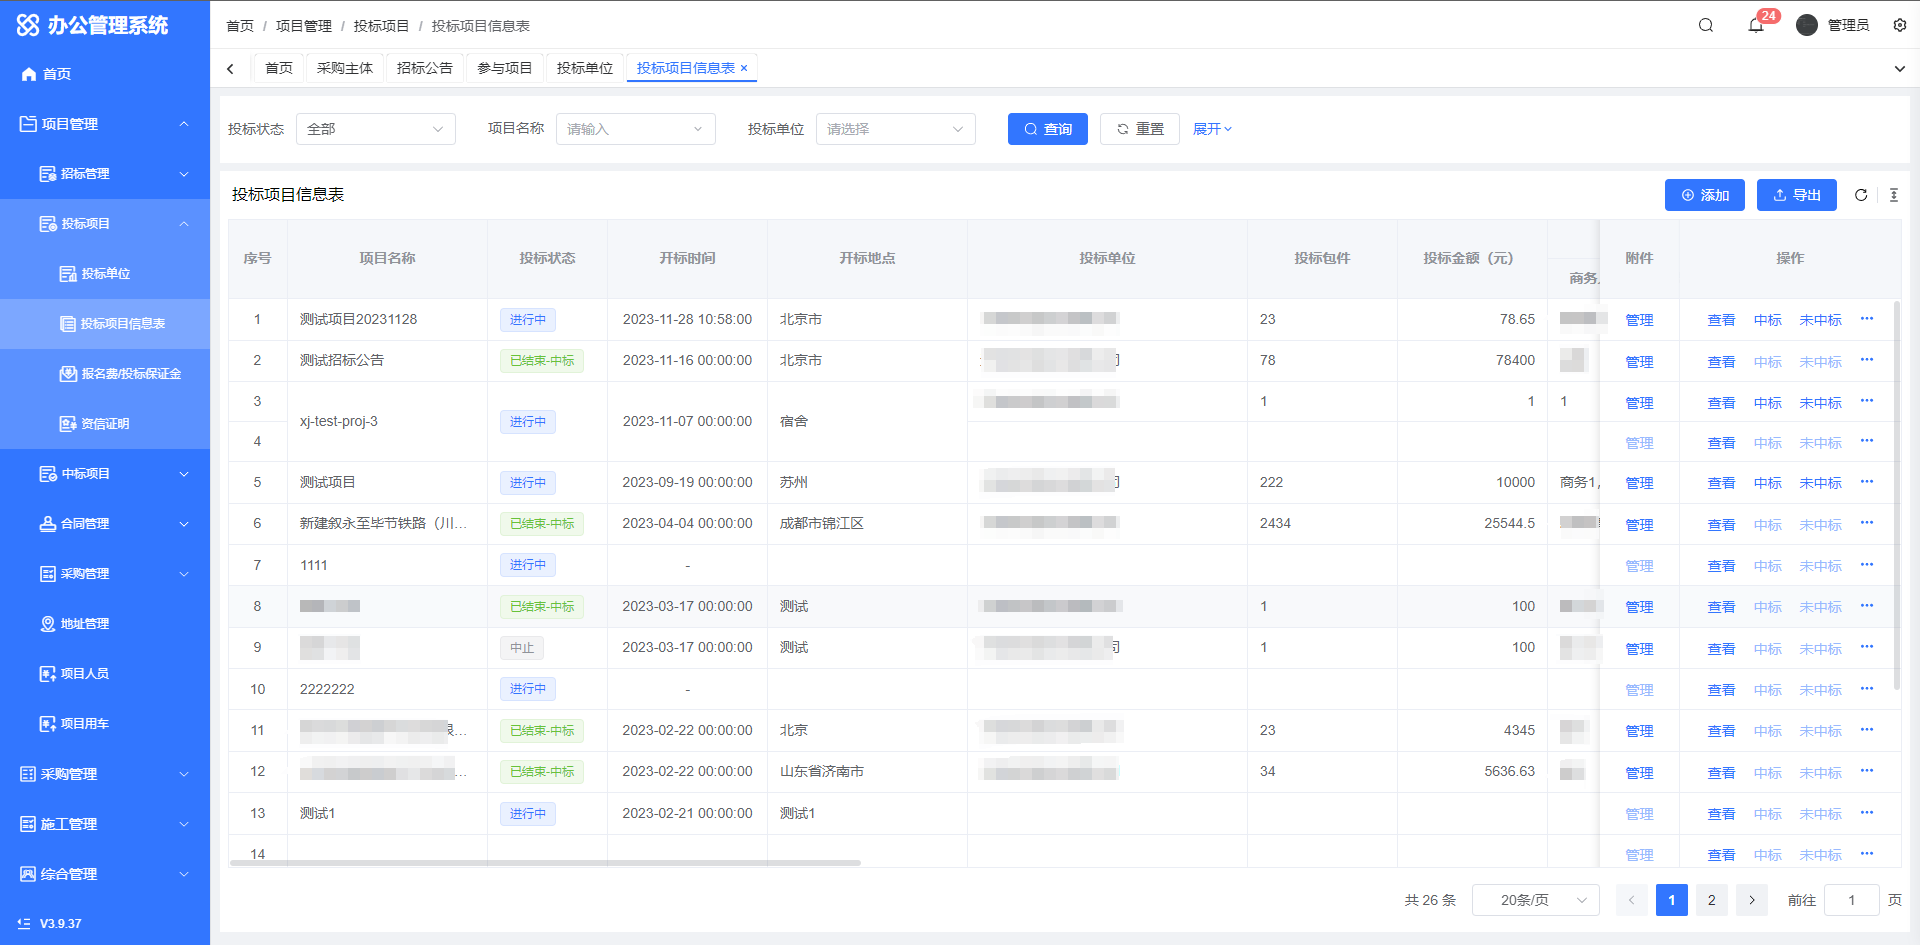 办公管理系统
首页
项目管理
招标管理
投标项目
投标单位
投标项目信息表
报名费/投标保证金
资信证明
中标项目
合同管理
采购管理
地址管理
项目人员
项目用车
采购管理
施工管理
综合管理
V3.9.37
首页 / 项目管理 / 投标项目 / 投标项目信息表
24
管理员
首页 采购主体 招标公告 参与项目 投标单位 投标项目信息表 ×
投标状态 全部 项目名称 请输入 投标单位 请选择 查询 重置 展开
投标项目信息表 添加 导出
序号 项目名称 投标状态 开标时间 开标地点 投标单位 投标包件 投标金额（元） 附件 操作
商务
1 测试项目20231128 进行中 2023-11-28 10:58:00 北京市 23 78.65 管理 查看 中标 未中标 ···
2 测试招标公告 已结束-中标 2023-11-16 00:00:00 北京市 78 78400 管理 查看 中标 未中标 ···
3 xj-test-proj-3 进行中 2023-11-07 00:00:00 宿舍 1 1 1 管理 查看 中标 未中标 ···
4 管理 查看 中标 未中标 ···
5 测试项目 进行中 2023-09-19 00:00:00 苏州 222 10000 商务1, 管理 查看 中标 未中标 ···
6 新建叙永至毕节铁路（川... 已结束-中标 2023-04-04 00:00:00 成都市锦江区 2434 25544.5 管理 查看 中标 未中标 ···
7 1111 进行中 - 管理 查看 中标 未中标 ···
8 已结束-中标 2023-03-17 00:00:00 测试 1 100 管理 查看 中标 未中标 ···
9 中止 2023-03-17 00:00:00 测试 1 100 管理 查看 中标 未中标 ···
10 2222222 进行中 - 管理 查看 中标 未中标 ···
11 ... 已结束-中标 2023-02-22 00:00:00 北京 23 4345 管理 查看 中标 未中标 ···
12 ... 已结束-中标 2023-02-22 00:00:00 山东省济南市 34 5636.63 管理 查看 中标 未中标 ···
13 测试1 进行中 2023-02-21 00:00:00 测试1 管理 查看 中标 未中标 ···
14 管理 查看 中标 未中标 ···
共 26 条 20条/页 1 2 前往 1 页